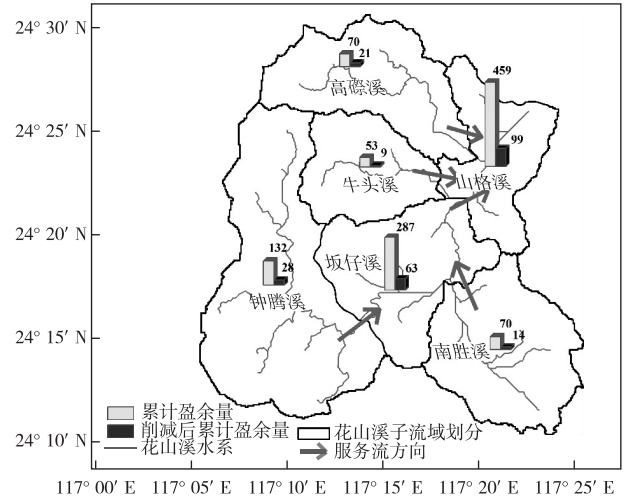 24° 30′ N
24° 25′ N
24° 20′ N
24° 15′ N
24° 10′ N
70
21
高磜溪
459
99
山格溪
53
9
牛头溪
132
28
钟腾溪
287
63
坂仔溪
70
14
南胜溪
累计盈余量
削减后累计盈余量
花山溪子流域划分
花山溪水系
服务流方向
117° 00′ E 117° 05′ E 117° 10′ E 117° 15′ E 117° 20′ E 117° 25′ E